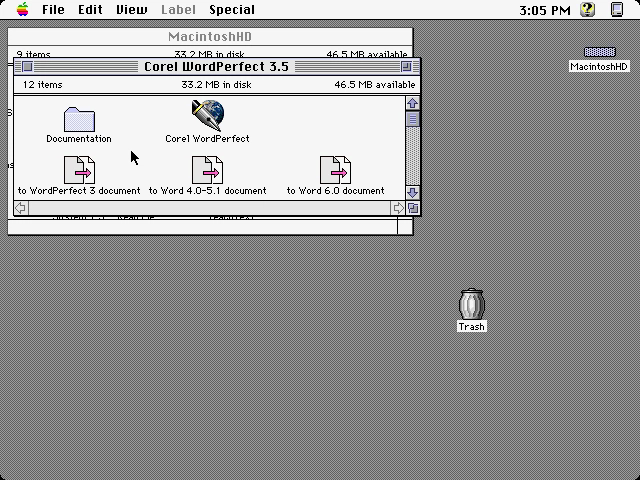 File Edit View Label Special 3:05 PM
MacintoshHD
9 items 33.2 MB in disk 46.5 MB available
MacintoshHD
Corel WordPerfect 3.5
12 items 33.2 MB in disk 46.5 MB available
Documentation Corel WordPerfect
to WordPerfect 3 document to Word 4.0-5.1 document to Word 6.0 document
Trash